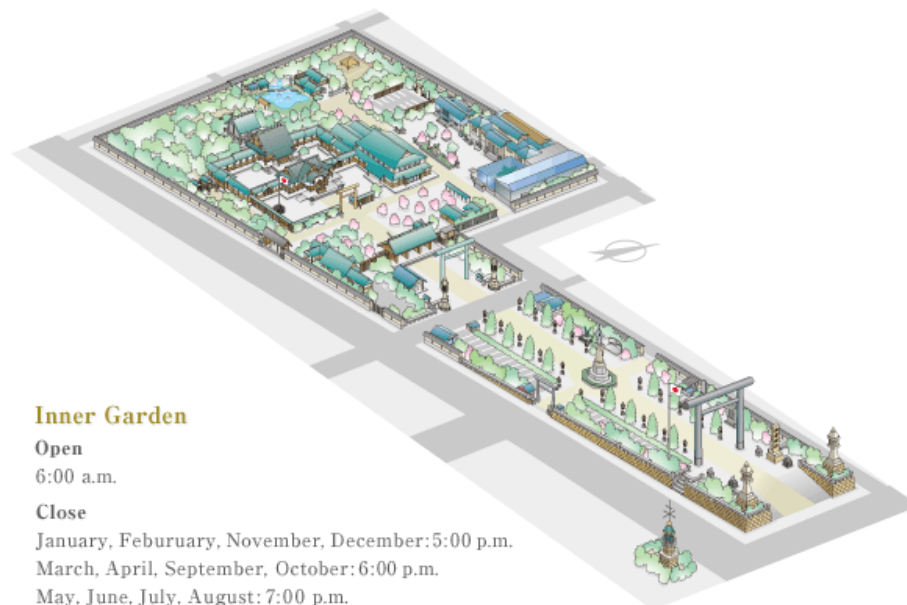 Inner Garden
Open
6:00 a.m.
Close
January, Feburuary, November, December:5:00 p.m.
March, April, September, October:6:00 p.m.
May, June, July, August:7:00 p.m.